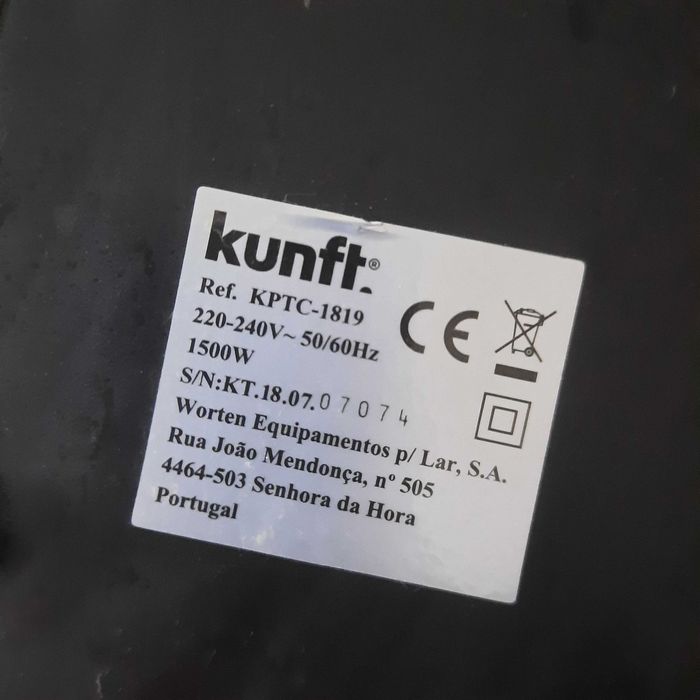 kunft.®
Ref. KPTC-1819
220-240V~ 50/60Hz
1500W
S/N:KT.18.07.07074
Worten Equipamentos p/ Lar, S.A.
Rua João Mendonça, nº 505
4464-503 Senhora da Hora
Portugal
CE